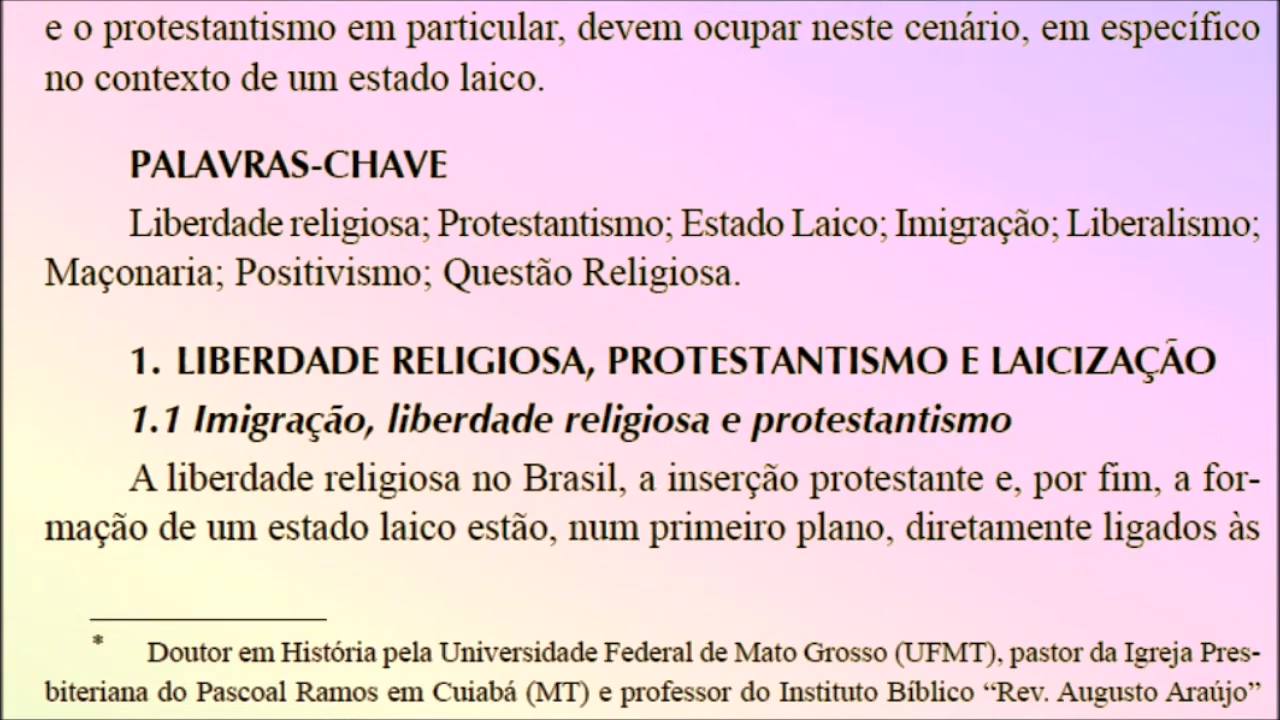 e o protestantismo em particular, devem ocupar neste cenário, em específico
no contexto de um estado laico.
PALAVRAS-CHAVE
Liberdade religiosa; Protestantismo; Estado Laico; Imigração; Liberalismo;
Maçonaria; Positivismo; Questão Religiosa.
1. LIBERDADE RELIGIOSA, PROTESTANTISMO E LAICIZAÇÃO
1.1 Imigração, liberdade religiosa e protestantismo
A liberdade religiosa no Brasil, a inserção protestante e, por fim, a for-
mação de um estado laico estão, num primeiro plano, diretamente ligados às
* Doutor em História pela Universidade Federal de Mato Grosso (UFMT), pastor da Igreja Pres-
biteriana do Pascoal Ramos em Cuiabá (MT) e professor do Instituto Bíblico “Rev. Augusto Araújo”